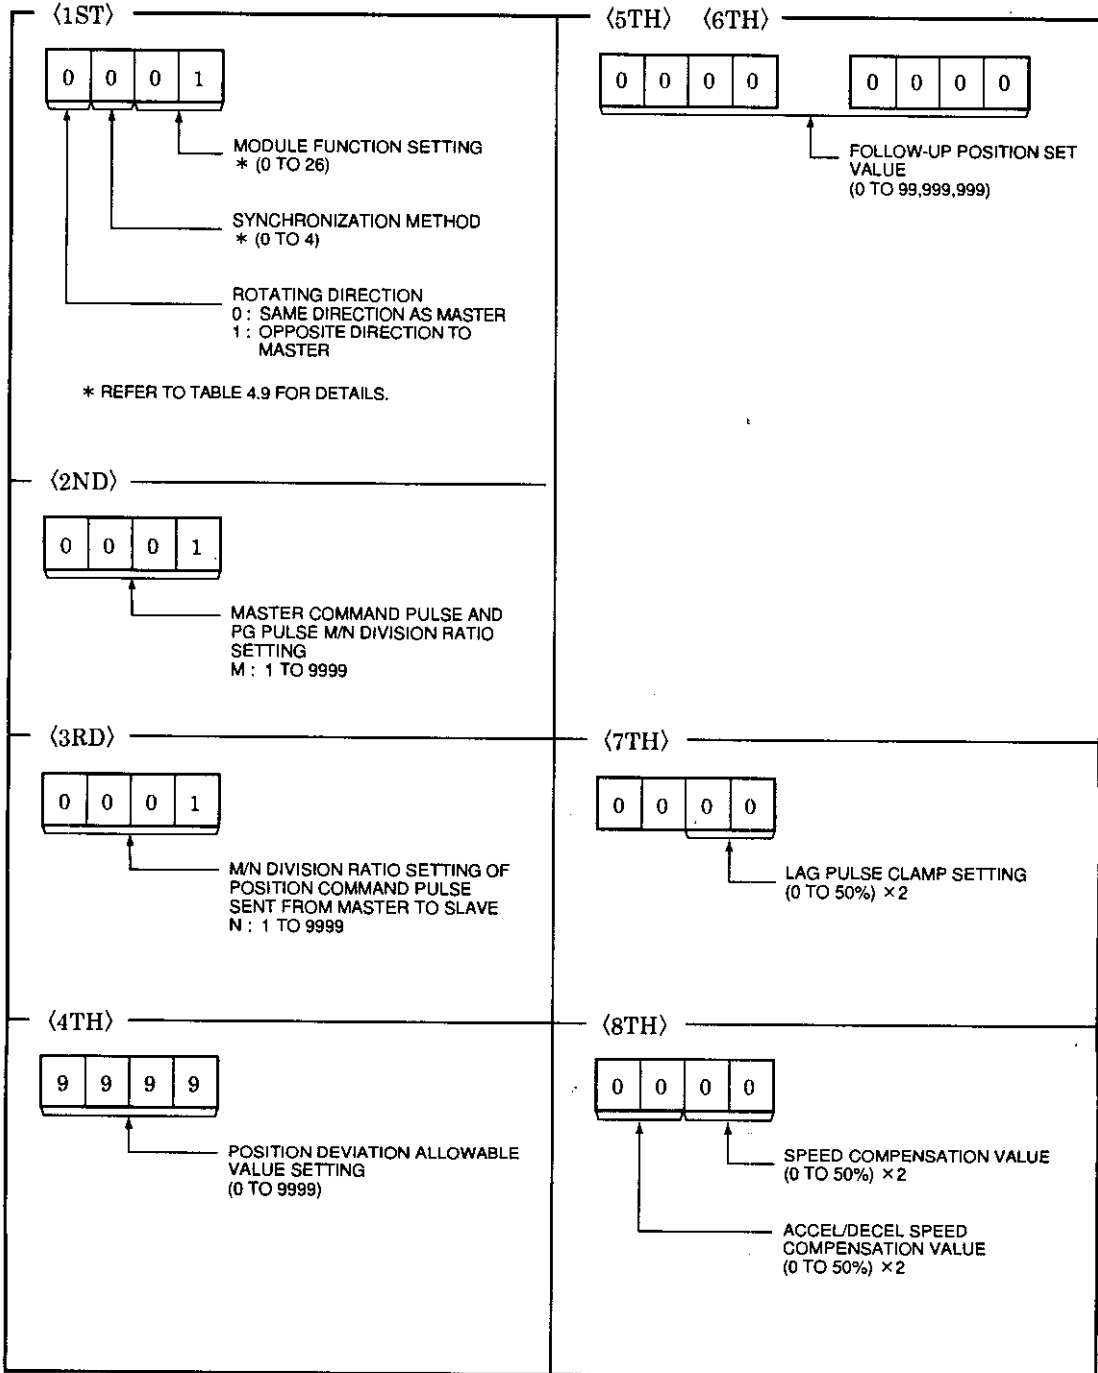 ⟨1ST⟩
0 0 0 1
MODULE FUNCTION SETTING
* (0 TO 26)
SYNCHRONIZATION METHOD
* (0 TO 4)
ROTATING DIRECTION
0 : SAME DIRECTION AS MASTER
1 : OPPOSITE DIRECTION TO
MASTER
* REFER TO TABLE 4.9 FOR DETAILS.
⟨2ND⟩
0 0 0 1
MASTER COMMAND PULSE AND
PG PULSE M/N DIVISION RATIO
SETTING
M : 1 TO 9999
⟨3RD⟩
0 0 0 1
M/N DIVISION RATIO SETTING OF
POSITION COMMAND PULSE
SENT FROM MASTER TO SLAVE
N : 1 TO 9999
⟨4TH⟩
9 9 9 9
POSITION DEVIATION ALLOWABLE
VALUE SETTING
(0 TO 9999)
⟨5TH⟩ ⟨6TH⟩
0 0 0 0 0 0 0 0
FOLLOW-UP POSITION SET
VALUE
(0 TO 99,999,999)
⟨7TH⟩
0 0 0 0
LAG PULSE CLAMP SETTING
(0 TO 50%) ×2
⟨8TH⟩
0 0 0 0
SPEED COMPENSATION VALUE
(0 TO 50%) ×2
ACCEL/DECEL SPEED
COMPENSATION VALUE
(0 TO 50%) ×2